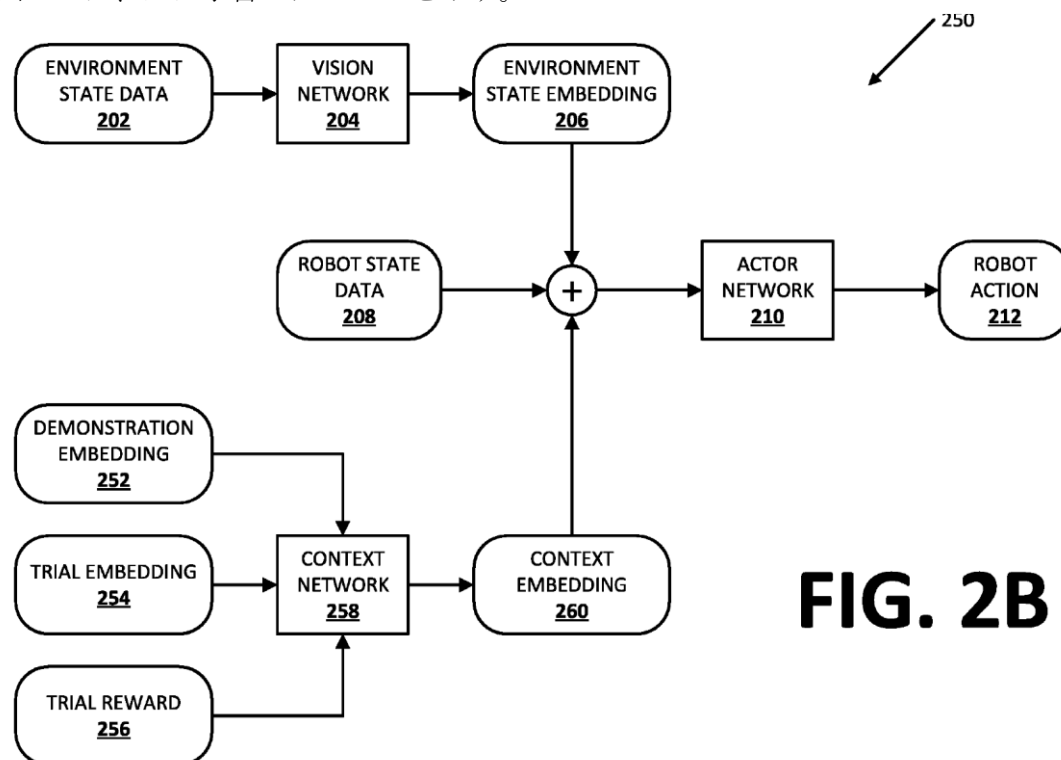 250
ENVIRONMENT
STATE DATA
202
VISION
NETWORK
204
ENVIRONMENT
STATE EMBEDDING
206
ROBOT STATE
DATA
208
+
ACTOR
NETWORK
210
ROBOT
ACTION
212
DEMONSTRATION
EMBEDDING
252
TRIAL EMBEDDING
254
CONTEXT
NETWORK
258
CONTEXT
EMBEDDING
260
TRIAL REWARD
256
FIG. 2B